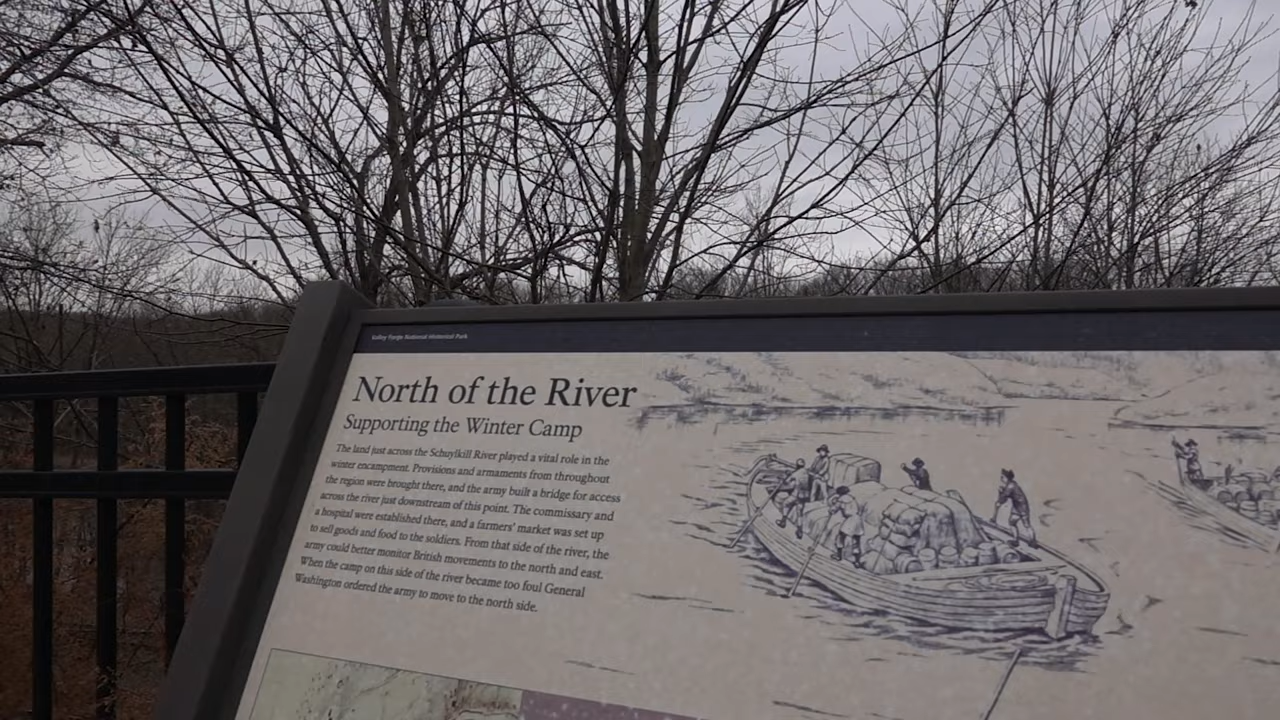 Valley Forge National Historical Park
North of the River
Supporting the Winter Camp
The land just across the Schuylkill River played a vital role in the
winter encampment. Provisions and armaments from throughout
the region were brought there, and the army built a bridge for access
across the river just downstream of this point. The commissary and
a hospital were established there, and a farmers' market was set up
to sell goods and food to the soldiers. From that side of the river, the
army could better monitor British movements to the north and east.
When the camp on this side of the river became too foul General
Washington ordered the army to move to the north side.